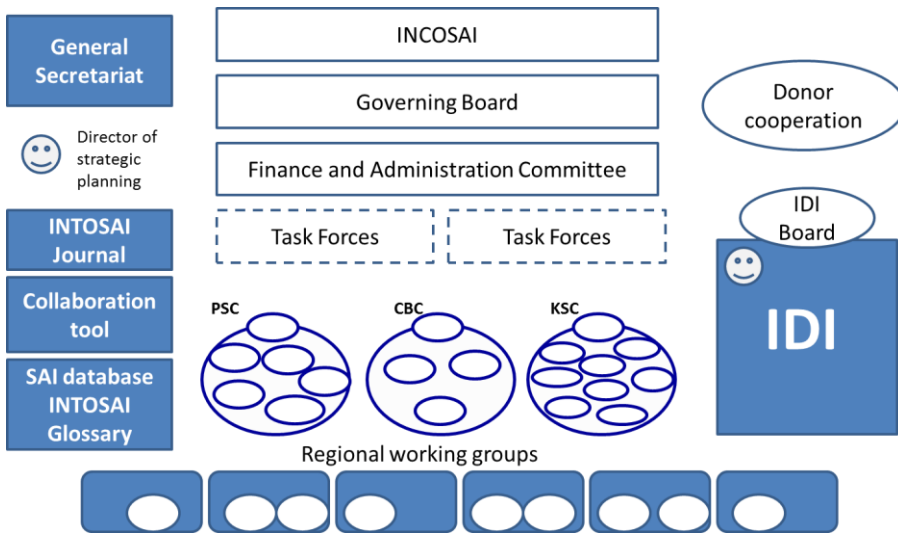 General
Secretariat
Director of
strategic
planning
INTOSAI
Journal
Collaboration
tool
SAI database
INTOSAI
Glossary
INCOSAI
Governing Board
Finance and Administration Committee
Task Forces
Task Forces
PSC
CBC
KSC
Regional working groups
Donor
cooperation
IDI
Board
IDI